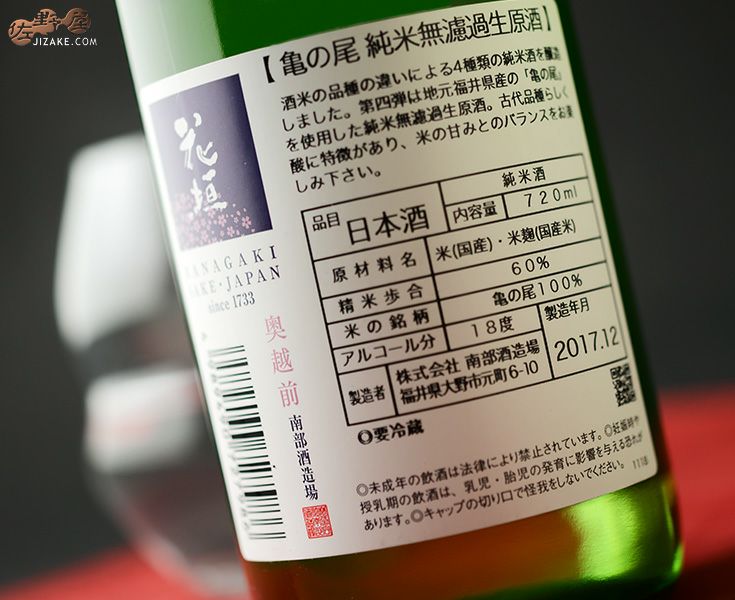 佐野屋
JIZAKE.COM
【亀の尾 純米無濾過生原酒】
酒米の品種の違いによる4種類の純米酒を醸造
しました。第四弾は地元福井県産の「亀の尾」
を使用した純米無濾過生原酒。古代品種らしく
酸に特徴があり、米の甘みとのバランスをお楽
しみ下さい。
花垣
HANAGAKI
SAKE・JAPAN
since 1733
奥越前
南部酒造場
品目 日本酒 純米酒
内容量 720ml
原材料名 米(国産)・米麹(国産米)
精米歩合 60%
米の銘柄 亀の尾100%
アルコール分 18度 製造年月 2017.12
製造者 株式会社 南部酒造場
福井県大野市元町6-10
◎要冷蔵
◎未成年の飲酒は法律により禁止されています。◎妊娠時や
授乳期の飲酒は、乳児・胎児の発育に影響を与える恐れが
あります。◎キャップの切り口で怪我をしないでください。 1118